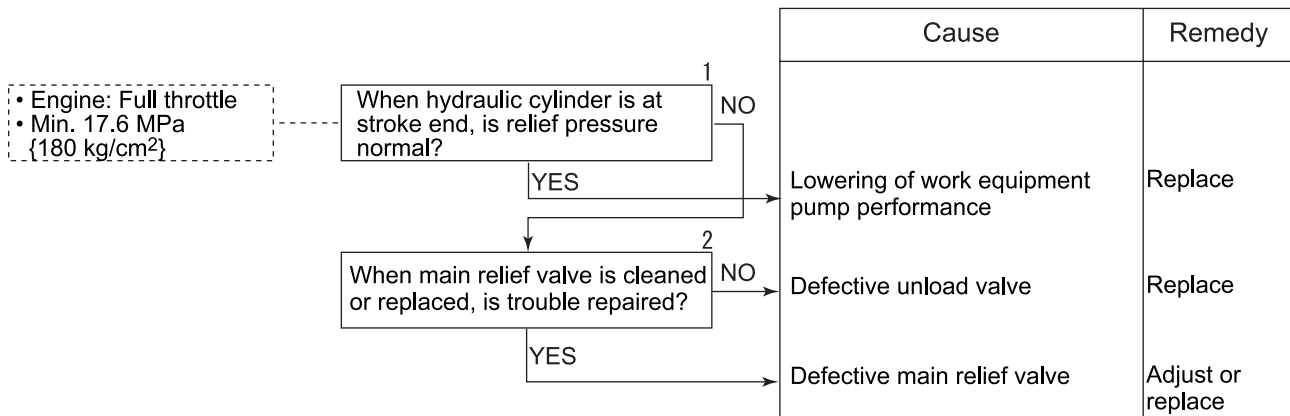 Cause
Remedy
1
• Engine: Full throttle
• Min. 17.6 MPa
{180 kg/cm2}
When hydraulic cylinder is at
stroke end, is relief pressure
normal?
NO
YES
Lowering of work equipment
pump performance
Replace
2
When main relief valve is cleaned
or replaced, is trouble repaired?
NO
Defective unload valve
Replace
YES
Defective main relief valve
Adjust or
replace